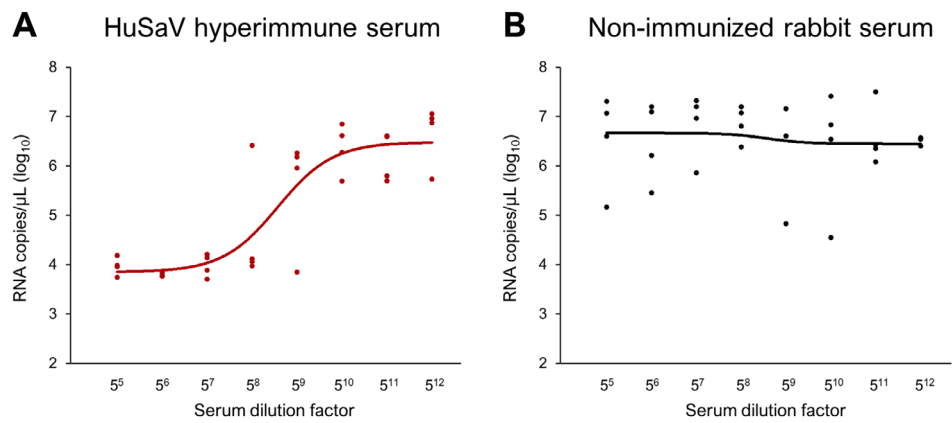 A HuSaV hyperimmune serum
RNA copies/µL (log₁₀)
8
7
6
5
4
3
2
5⁵ 5⁶ 5⁷ 5⁸ 5⁹ 5¹⁰ 5¹¹ 5¹²
Serum dilution factor
B Non-immunized rabbit serum
RNA copies/µL (log₁₀)
8
7
6
5
4
3
2
5⁵ 5⁶ 5⁷ 5⁸ 5⁹ 5¹⁰ 5¹¹ 5¹²
Serum dilution factor